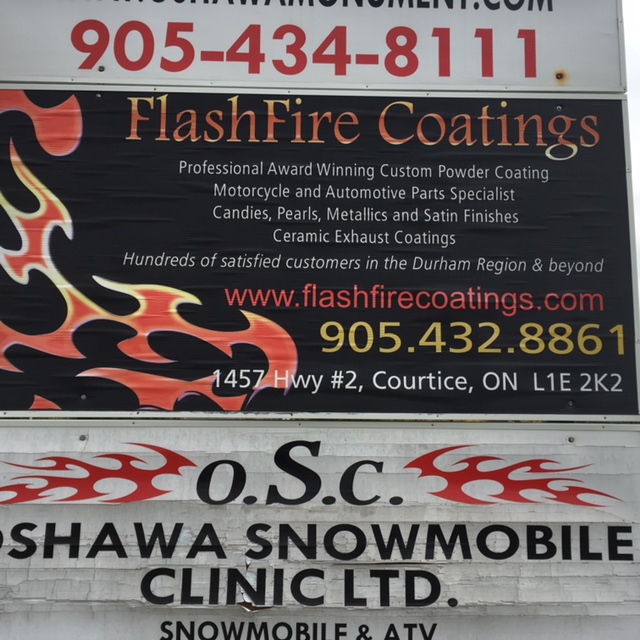 OSHAWAMONUMENT.COM
905-434-8111
FlashFire Coatings
Professional Award Winning Custom Powder Coating
Motorcycle and Automotive Parts Specialist
Candies, Pearls, Metallics and Satin Finishes
Ceramic Exhaust Coatings
Hundreds of satisfied customers in the Durham Region & beyond
www.flashfirecoatings.com
905.432.8861
1457 Hwy #2, Courtice, ON L1E 2K2
O.S.C.
OSHAWA SNOWMOBILE
CLINIC LTD.
SNOWMOBILE & ATV